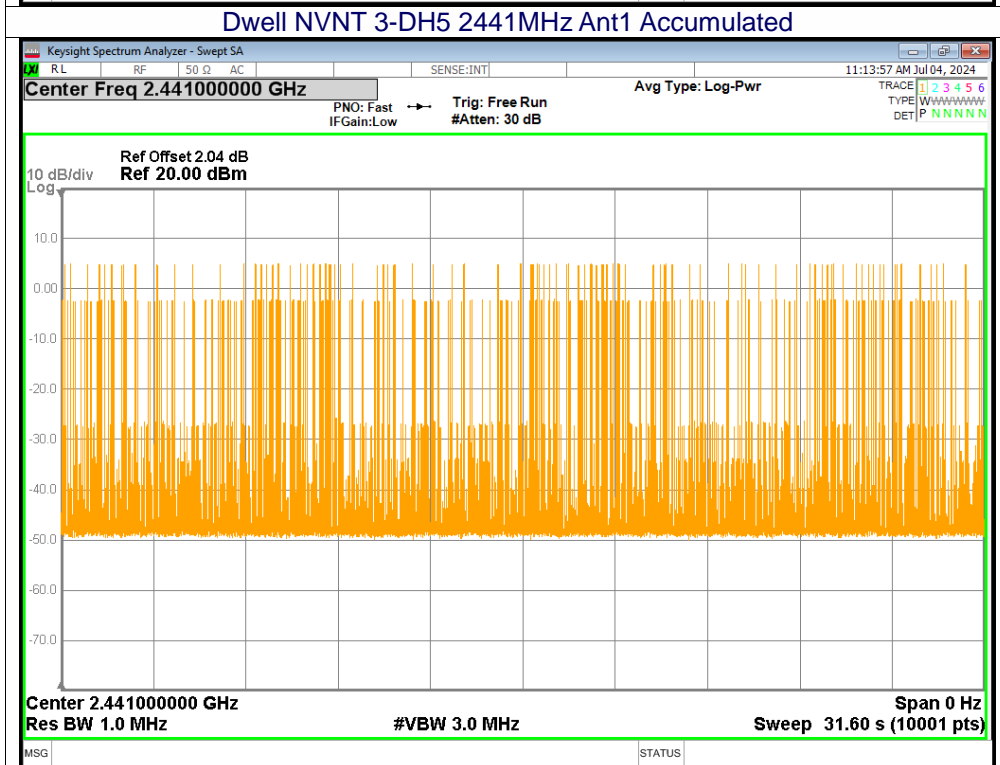 Dwell NVNT 3-DH5 2441MHz Ant1 Accumulated
Keysight Spectrum Analyzer - Swept SA
LXI RL RF 50 Ω AC SENSE:INT 11:13:57 AM Jul 04, 2024
Center Freq 2.441000000 GHz Avg Type: Log-Pwr TRACE 1 2 3 4 5 6
PNO: Fast Trig: Free Run TYPE WWWWWWW
IFGain:Low #Atten: 30 dB DET P N N N N N
Ref Offset 2.04 dB
10 dB/div Ref 20.00 dBm
Log
10.0
0.00
-10.0
-20.0
-30.0
-40.0
-50.0
-60.0
-70.0
Center 2.441000000 GHz Span 0 Hz
Res BW 1.0 MHz #VBW 3.0 MHz Sweep 31.60 s (10001 pts)
MSG STATUS